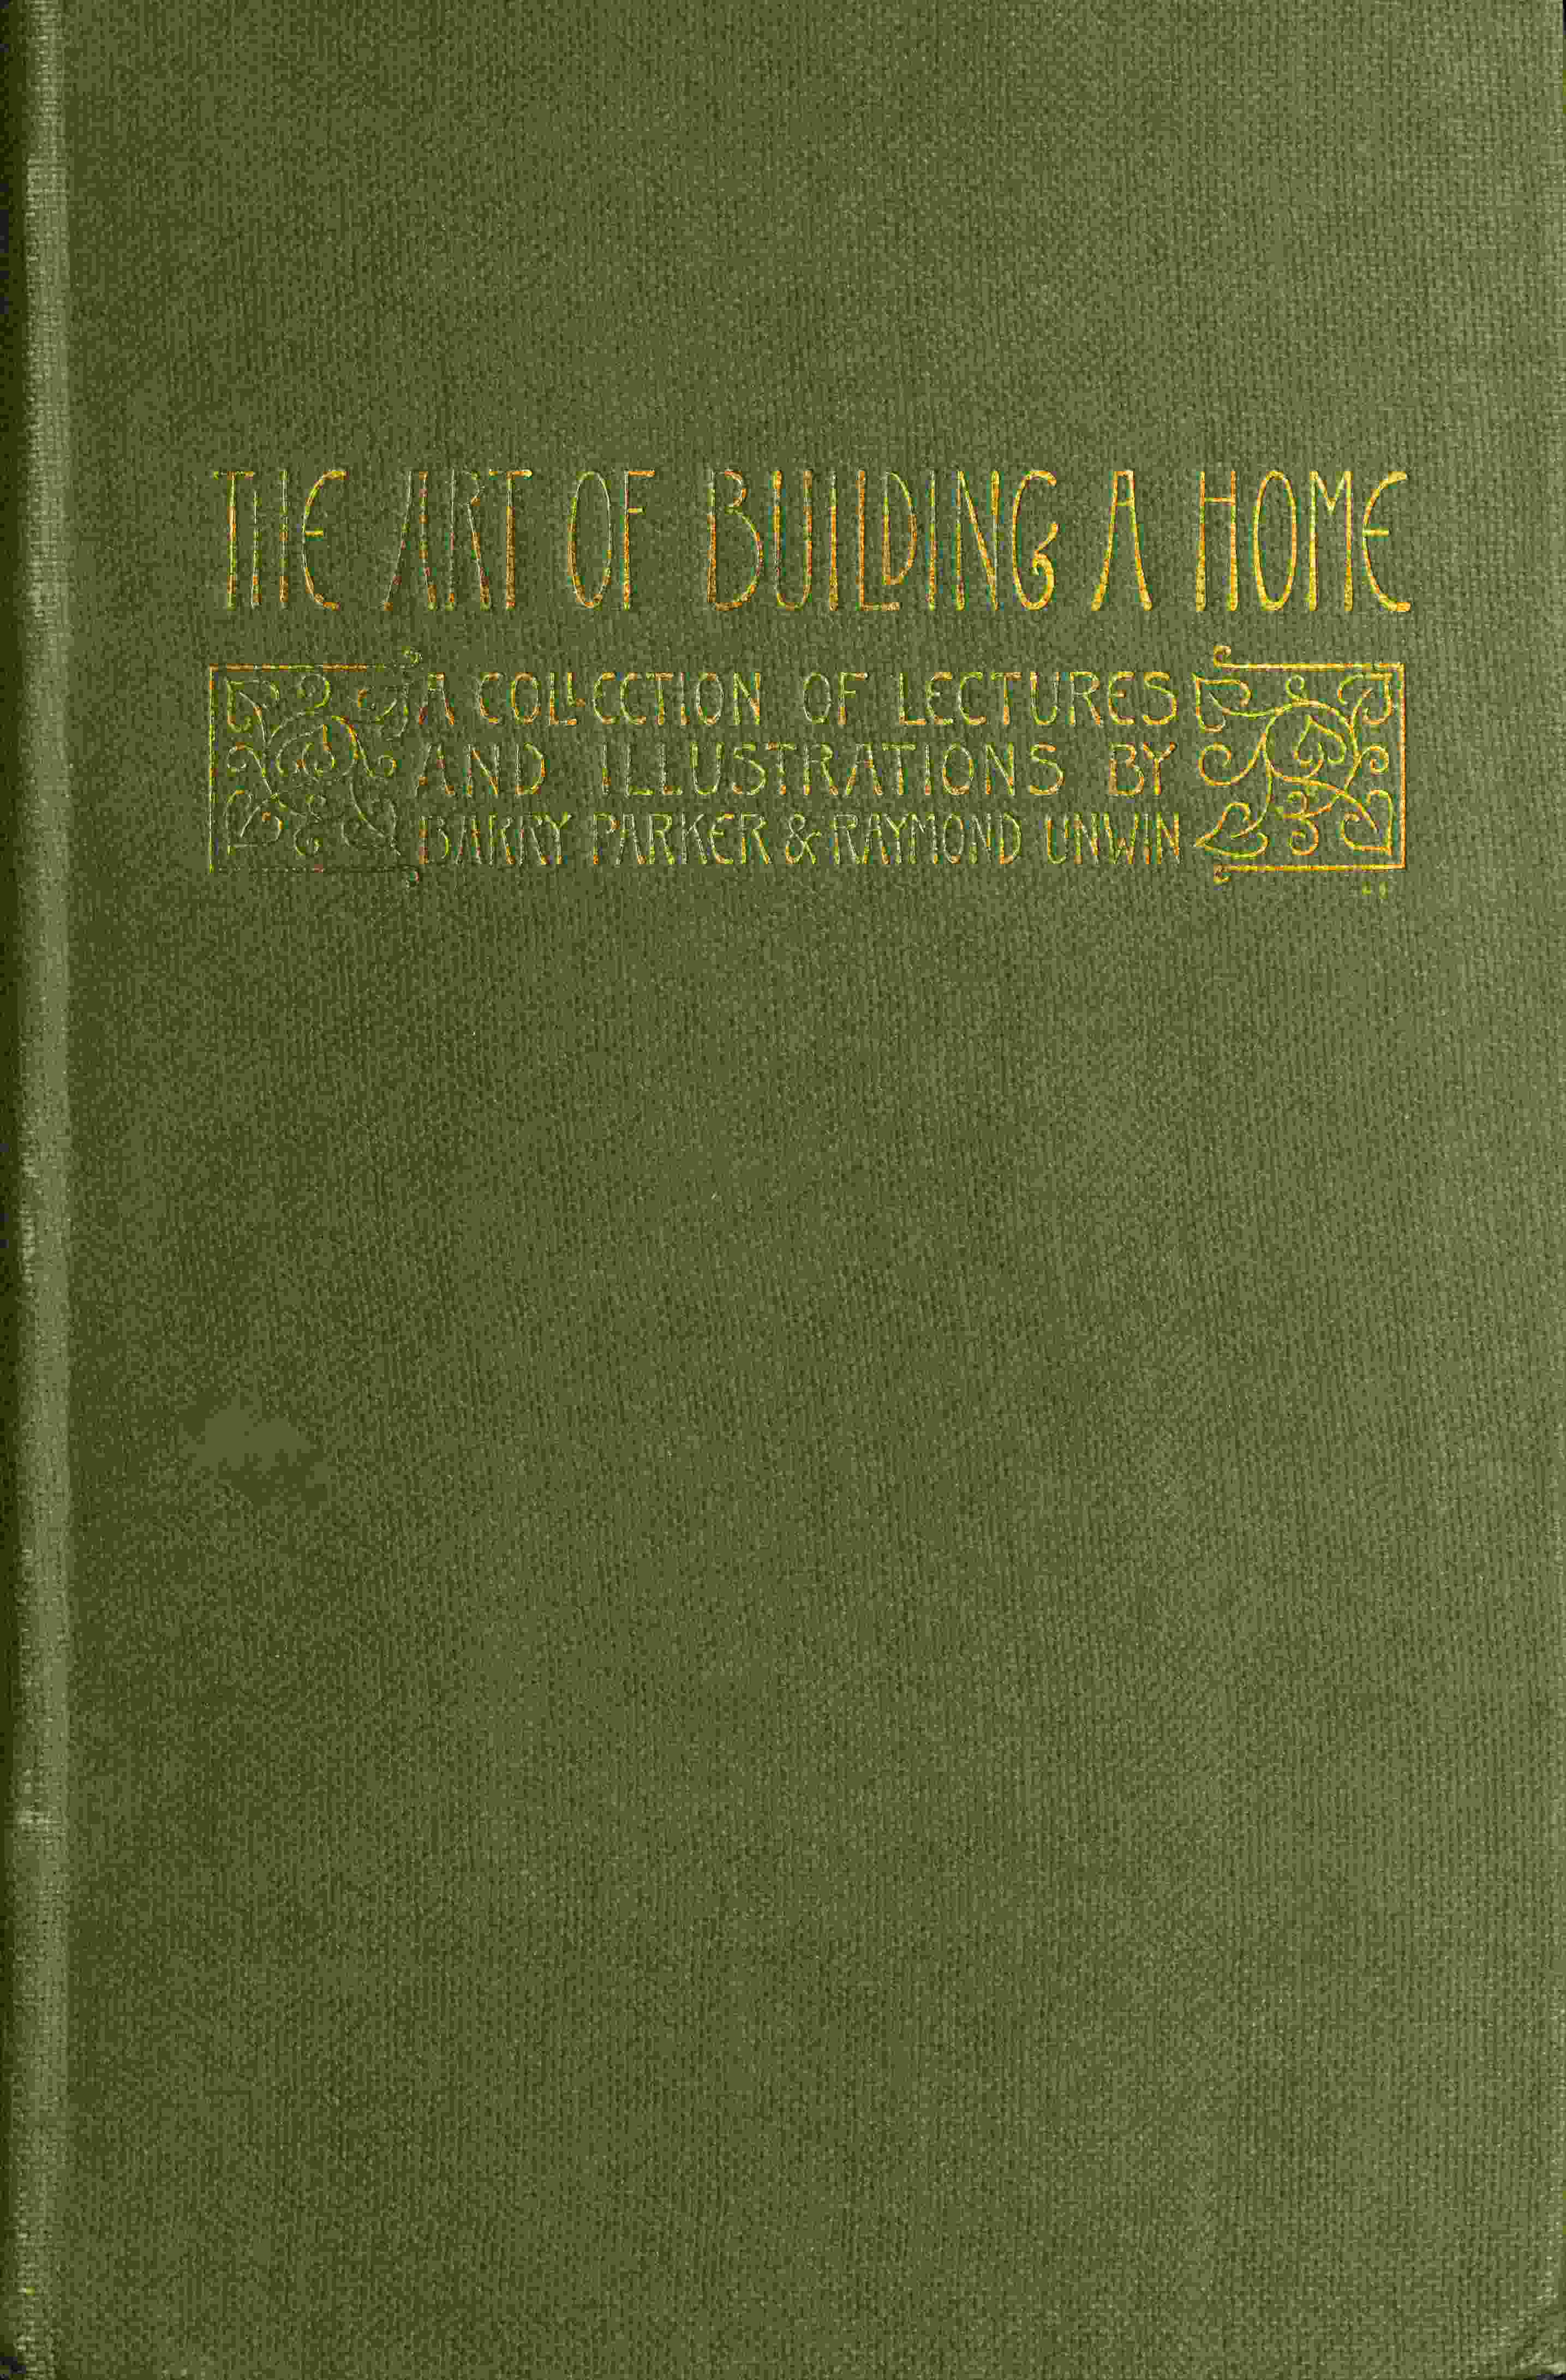 THE ART OF BUILDING A HOME
A COLLECTION OF LECTURES
AND ILLUSTRATIONS BY
BARRY PARKER & RAYMOND UNWIN